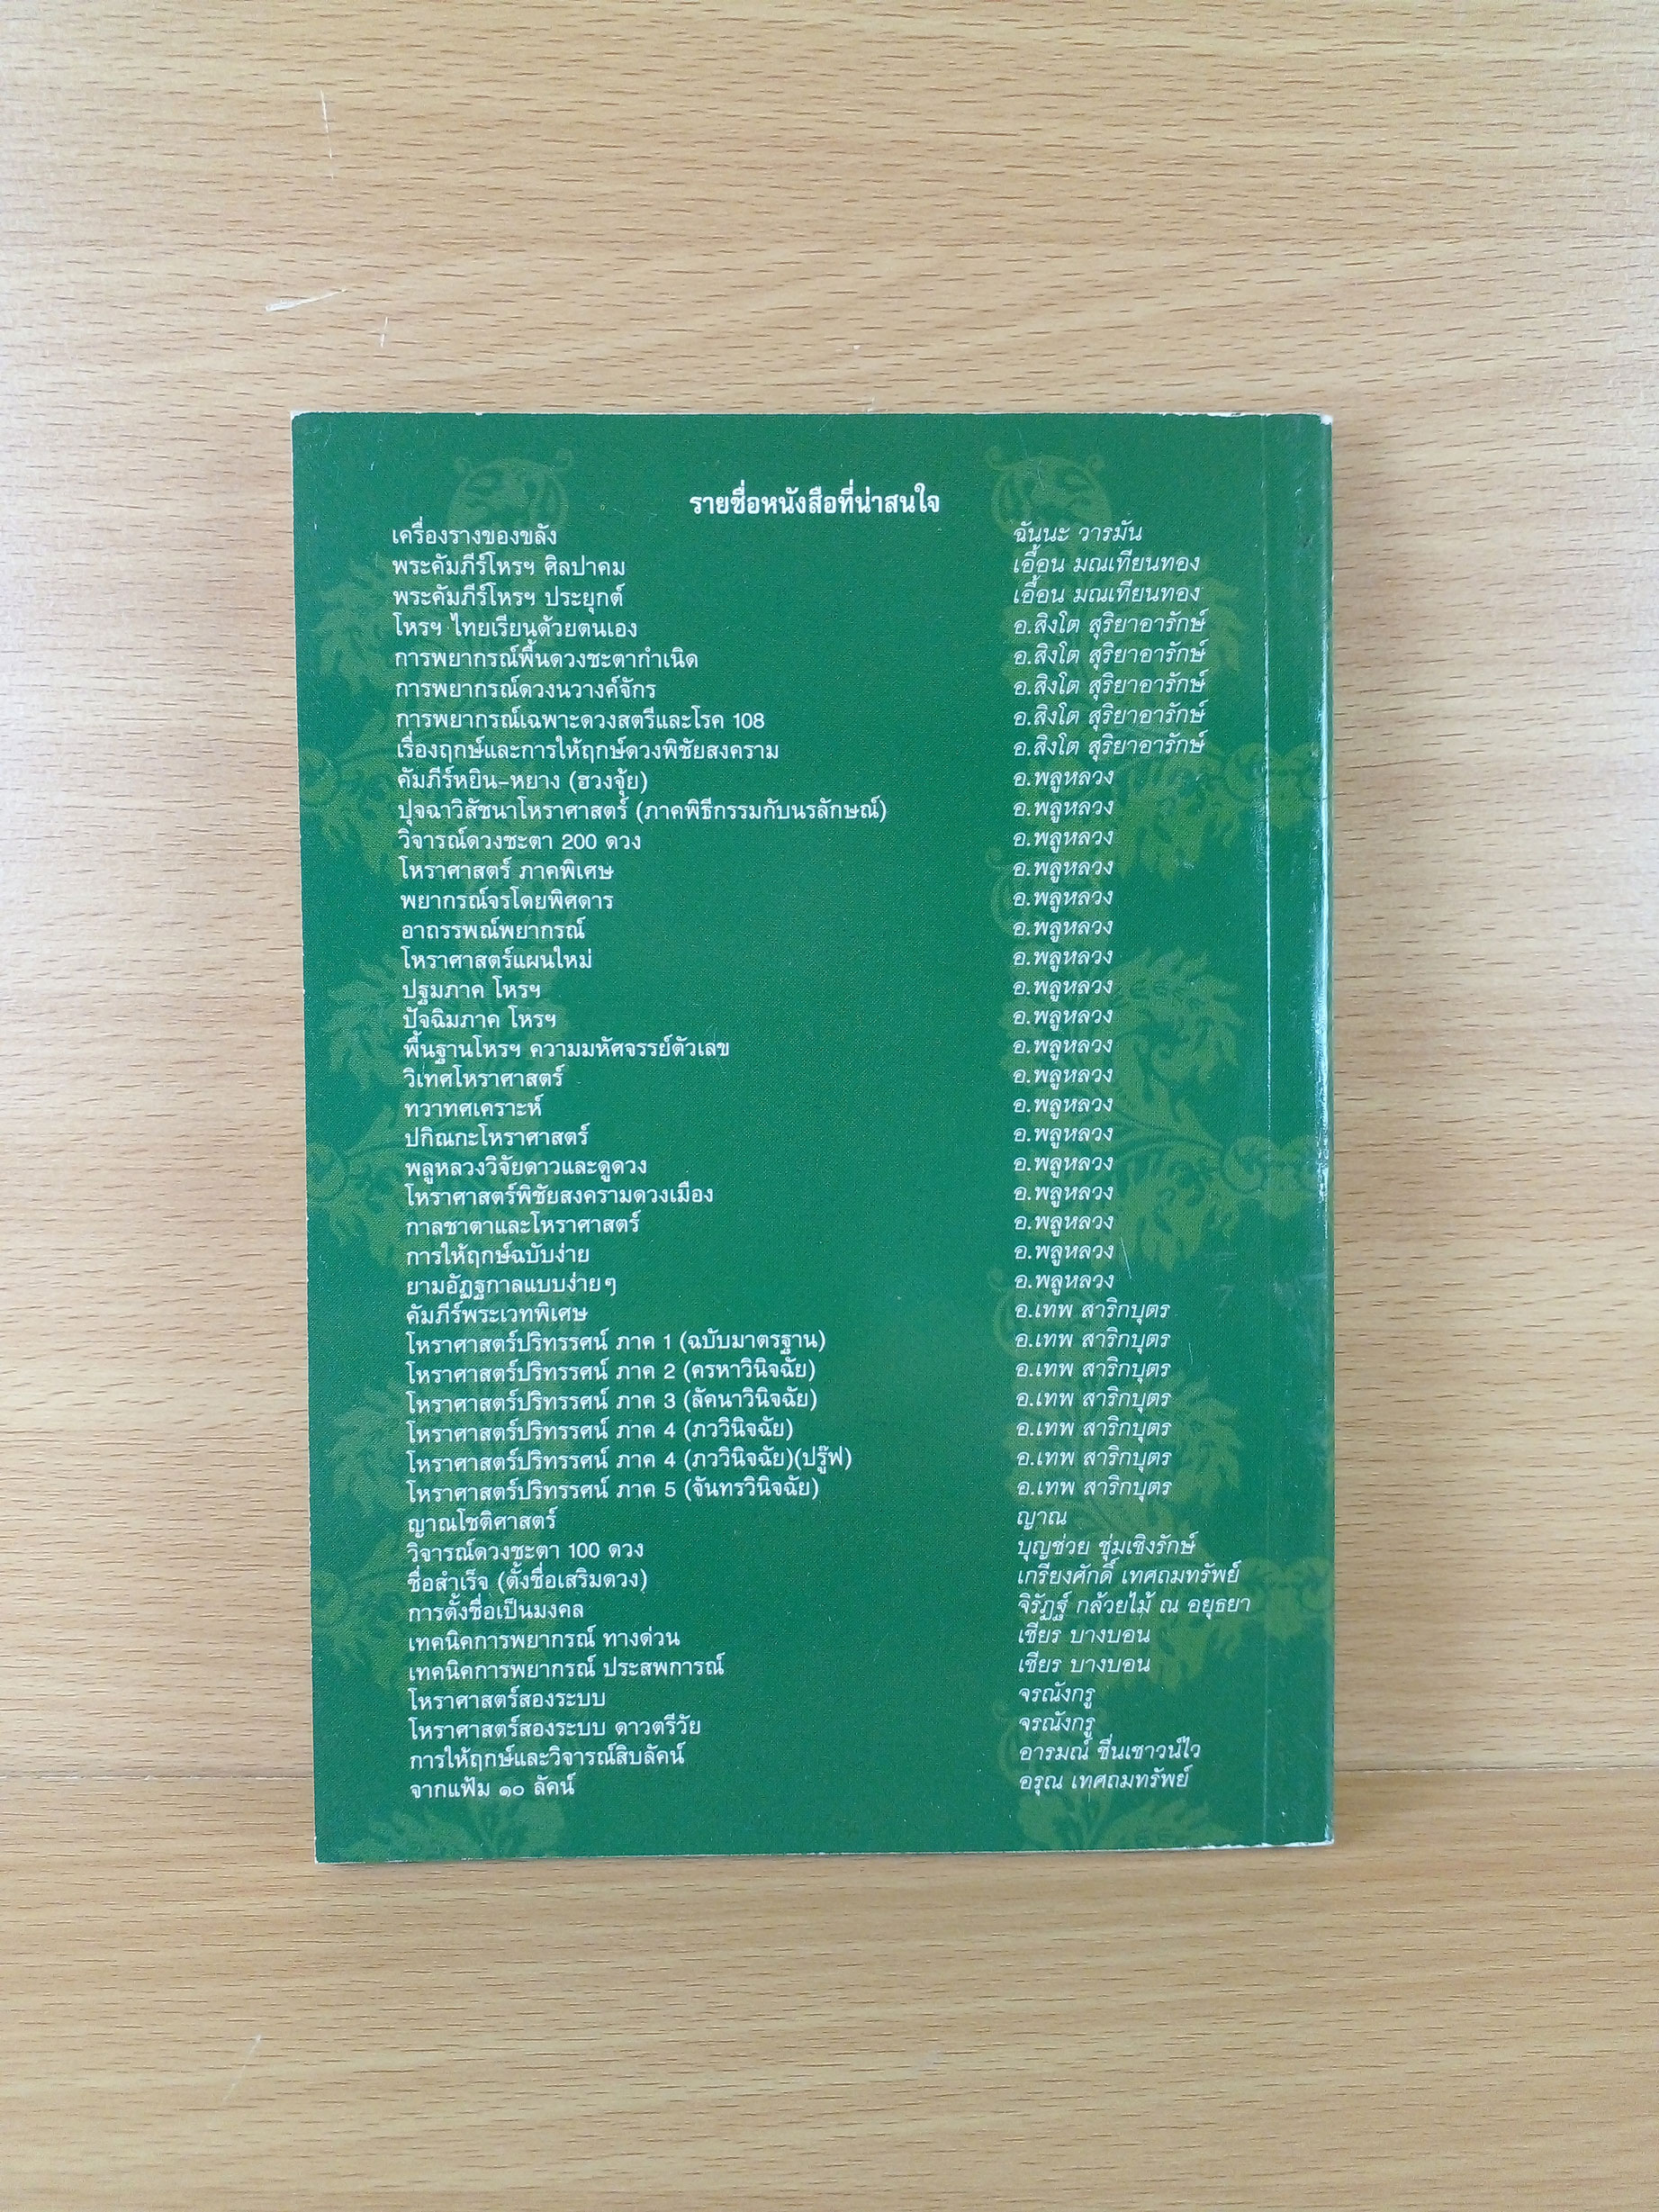 รายชื่อหนังสือที่น่าสนใจ
เครื่องรางของขลัง ฉันนะ วารมัน
พระคัมภีร์โหรฯ ศิลปาคม เอื้อน มณเทียนทอง
พระคัมภีร์โหรฯ ประยุกต์ เอื้อน มณเทียนทอง
โหรฯ ไทยเรียนด้วยตนเอง อ.สิงโต สุริยาอารักษ์
การพยากรณ์พื้นดวงชะตากำเนิด อ.สิงโต สุริยาอารักษ์
การพยากรณ์ดวงนวางค์จักร อ.สิงโต สุริยาอารักษ์
การพยากรณ์เฉพาะดวงสตรีและโรค 108 อ.สิงโต สุริยาอารักษ์
เรื่องฤกษ์และการให้ฤกษ์ดวงพิชัยสงคราม อ.สิงโต สุริยาอารักษ์
คัมภีร์หยิน-หยาง (ฮวงจุ้ย) อ.พลูหลวง
ปุจฉาวิสัชนาโหราศาสตร์ (ภาคพิธีกรรมกับนรลักษณ์) อ.พลูหลวง
วิจารณ์ดวงชะตา 200 ดวง อ.พลูหลวง
โหราศาสตร์ ภาคพิเศษ อ.พลูหลวง
พยากรณ์จรโดยพิศดาร อ.พลูหลวง
อาถรรพณ์พยากรณ์ อ.พลูหลวง
โหราศาสตร์แผนใหม่ อ.พลูหลวง
ปฐมภาค โหรฯ อ.พลูหลวง
ปัจฉิมภาค โหรฯ อ.พลูหลวง
พื้นฐานโหรฯ ความมหัศจรรย์ตัวเลข อ.พลูหลวง
วิเทศโหราศาสตร์ อ.พลูหลวง
ทวาทศเคราะห์ อ.พลูหลวง
ปกิณกะโหราศาสตร์ อ.พลูหลวง
พลูหลวงวิจัยดาวและดูดวง อ.พลูหลวง
โหราศาสตร์พิชัยสงครามดวงเมือง อ.พลูหลวง
กาลชาตาและโหราศาสตร์ อ.พลูหลวง
การให้ฤกษ์ฉบับง่าย อ.พลูหลวง
ยามอัฏฐกาลแบบง่ายๆ อ.พลูหลวง
คัมภีร์พระเวทพิเศษ อ.เทพ สาริกบุตร
โหราศาสตร์ปริทรรศน์ ภาค 1 (ฉบับมาตรฐาน) อ.เทพ สาริกบุตร
โหราศาสตร์ปริทรรศน์ ภาค 2 (ครหาวินิจฉัย) อ.เทพ สาริกบุตร
โหราศาสตร์ปริทรรศน์ ภาค 3 (ลัคนาวินิจฉัย) อ.เทพ สาริกบุตร
โหราศาสตร์ปริทรรศน์ ภาค 4 (ภววินิจฉัย) อ.เทพ สาริกบุตร
โหราศาสตร์ปริทรรศน์ ภาค 4 (ภววินิจฉัย)(ปรู๊ฟ) อ.เทพ สาริกบุตร
โหราศาสตร์ปริทรรศน์ ภาค 5 (จันทรวินิจฉัย) อ.เทพ สาริกบุตร
ญาณโชติศาสตร์ ญาณ
วิจารณ์ดวงชะตา 100 ดวง บุญช่วย ชุ่มเชิงรักษ์
ชื่อสำเร็จ (ตั้งชื่อเสริมดวง) เกรียงศักดิ์ เทศถมทรัพย์
การตั้งชื่อเป็นมงคล จิรัฏฐ์ กล้วยไม้ ณ อยุธยา
เทคนิคการพยากรณ์ ทางด่วน เชียร บางบอน
เทคนิคการพยากรณ์ ประสพการณ์ เชียร บางบอน
โหราศาสตร์สองระบบ จรณังกรู
โหราศาสตร์สองระบบ ดาวตรีวัย จรณังกรู
การให้ฤกษ์และวิจารณ์สิบลัคน์ อารมณ์ ชื่นเชาวน์ไว
จากแฟ้ม ๑๐ ลัคน์ อรุณ เทศถมทรัพย์